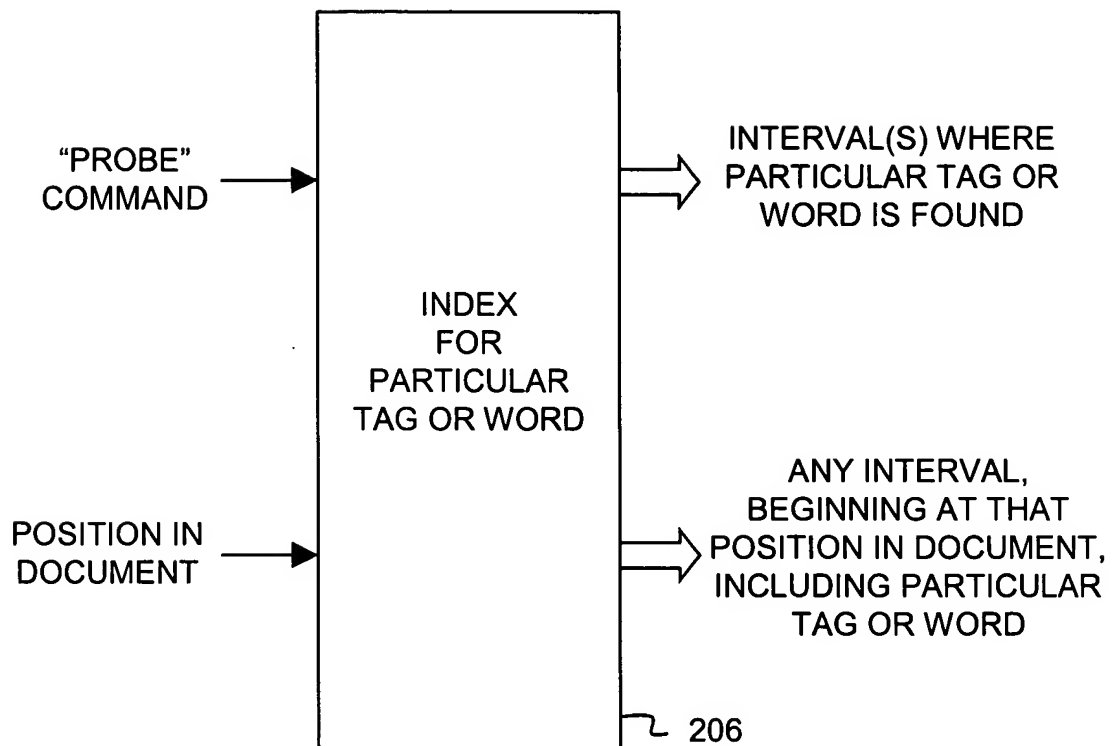 “PROBE”
COMMAND
INTERVAL(S) WHERE
PARTICULAR TAG OR
WORD IS FOUND
INDEX
FOR
PARTICULAR
TAG OR WORD
POSITION IN
DOCUMENT
ANY INTERVAL,
BEGINNING AT THAT
POSITION IN DOCUMENT,
INCLUDING PARTICULAR
TAG OR WORD
206